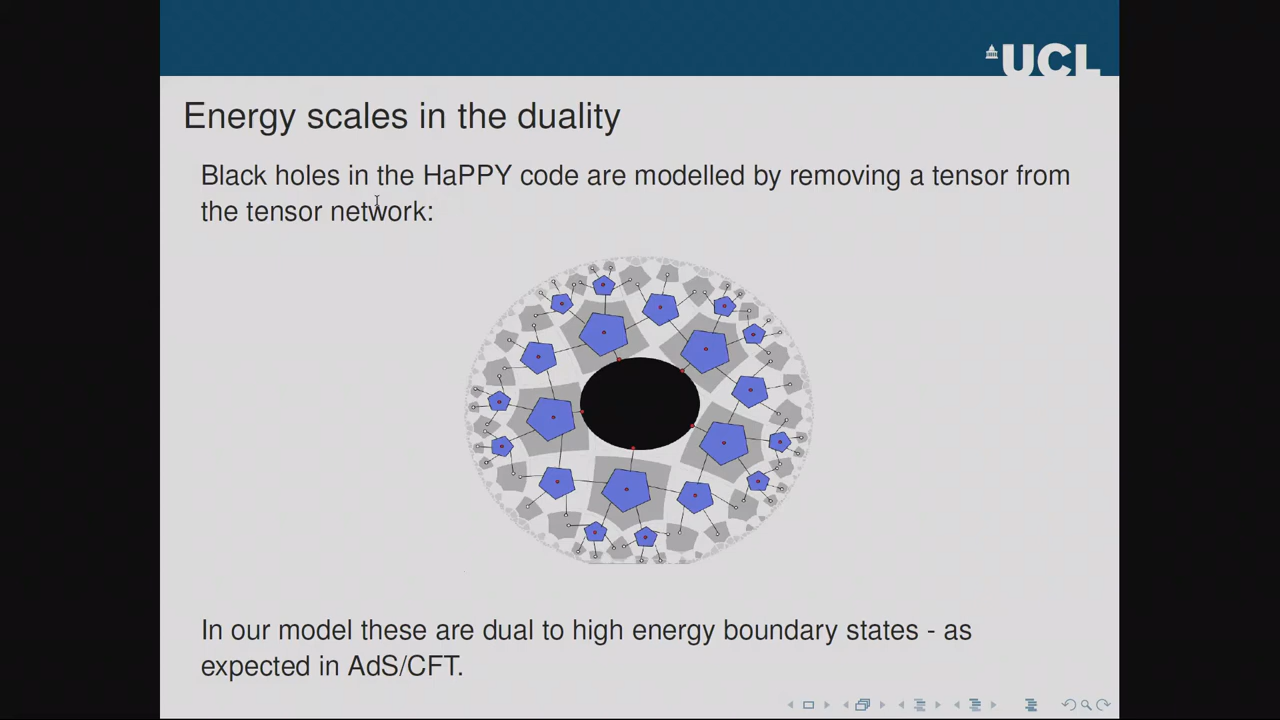 UCL
Energy scales in the duality
Black holes in the HaPPY code are modelled by removing a tensor from
the tensor network:
In our model these are dual to high energy boundary states - as
expected in AdS/CFT.